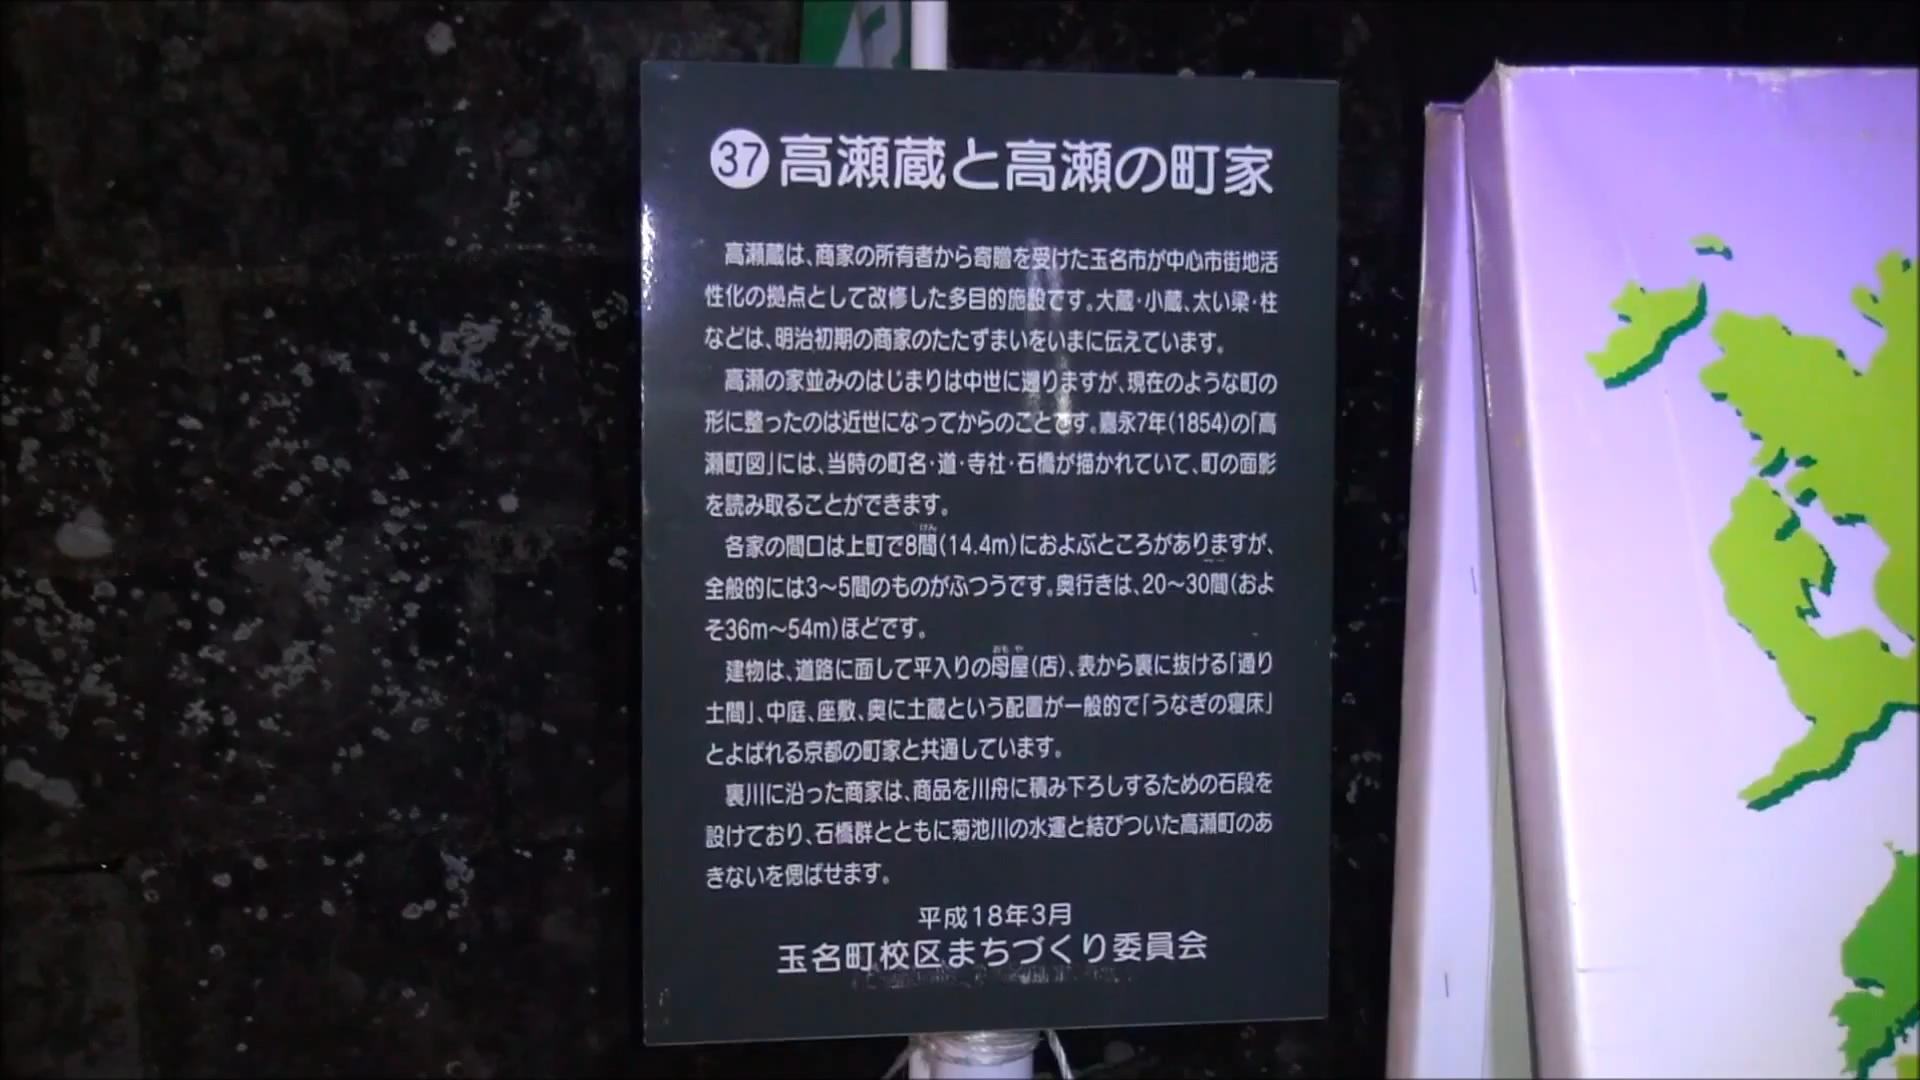 37 高瀬蔵と高瀬の町家
高瀬蔵は、商家の所有者から寄贈を受けた玉名市が中心市街地活
性化の拠点として改修した多目的施設です。大蔵・小蔵、太い梁・柱
などは、明治初期の商家のたたずまいをいまに伝えています。
高瀬の家並みのはじまりは中世に遡りますが、現在のような町の
形に整ったのは近世になってからのことです。嘉永7年(1854)の「高
瀬町図」には、当時の町名・道・寺社・石橋が描かれていて、町の面影
を読み取ることができます。
けん
各家の間口は上町で8間(14.4m)におよぶところがありますが、
全般的には3〜5間のものがふつうです。奥行きは、20〜30間(およ
そ36m〜54m)ほどです。
おも や
建物は、道路に面して平入りの母屋(店)、表から裏に抜ける「通り
土間」、中庭、座敷、奥に土蔵という配置が一般的で「うなぎの寝床」
とよばれる京都の町家と共通しています。
裏川に沿った商家は、商品を川舟に積み下ろしするための石段を
設けており、石橋群とともに菊池川の水運と結びついた高瀬町のあ
きないを偲ばせます。
平成18年3月
玉名町校区まちづくり委員会